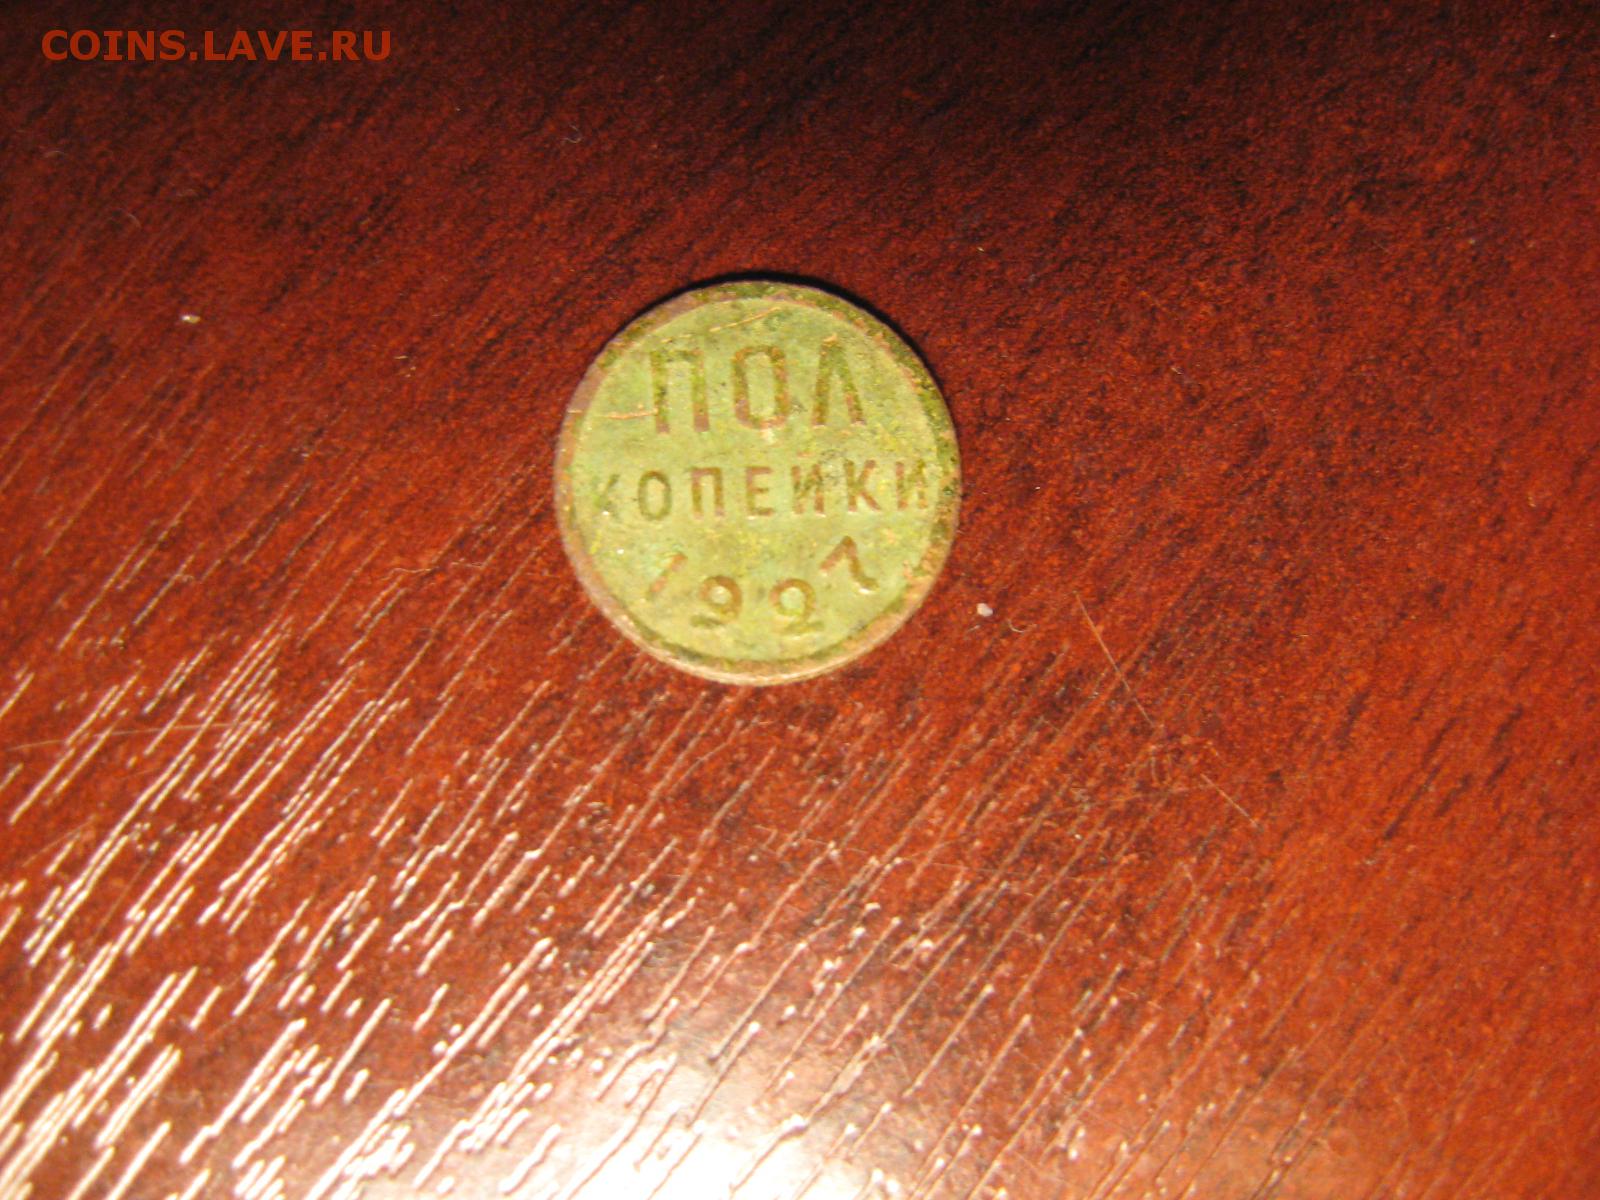 COINS.LAVE.RU
ПОЛ
КОПЕЙКИ
1927